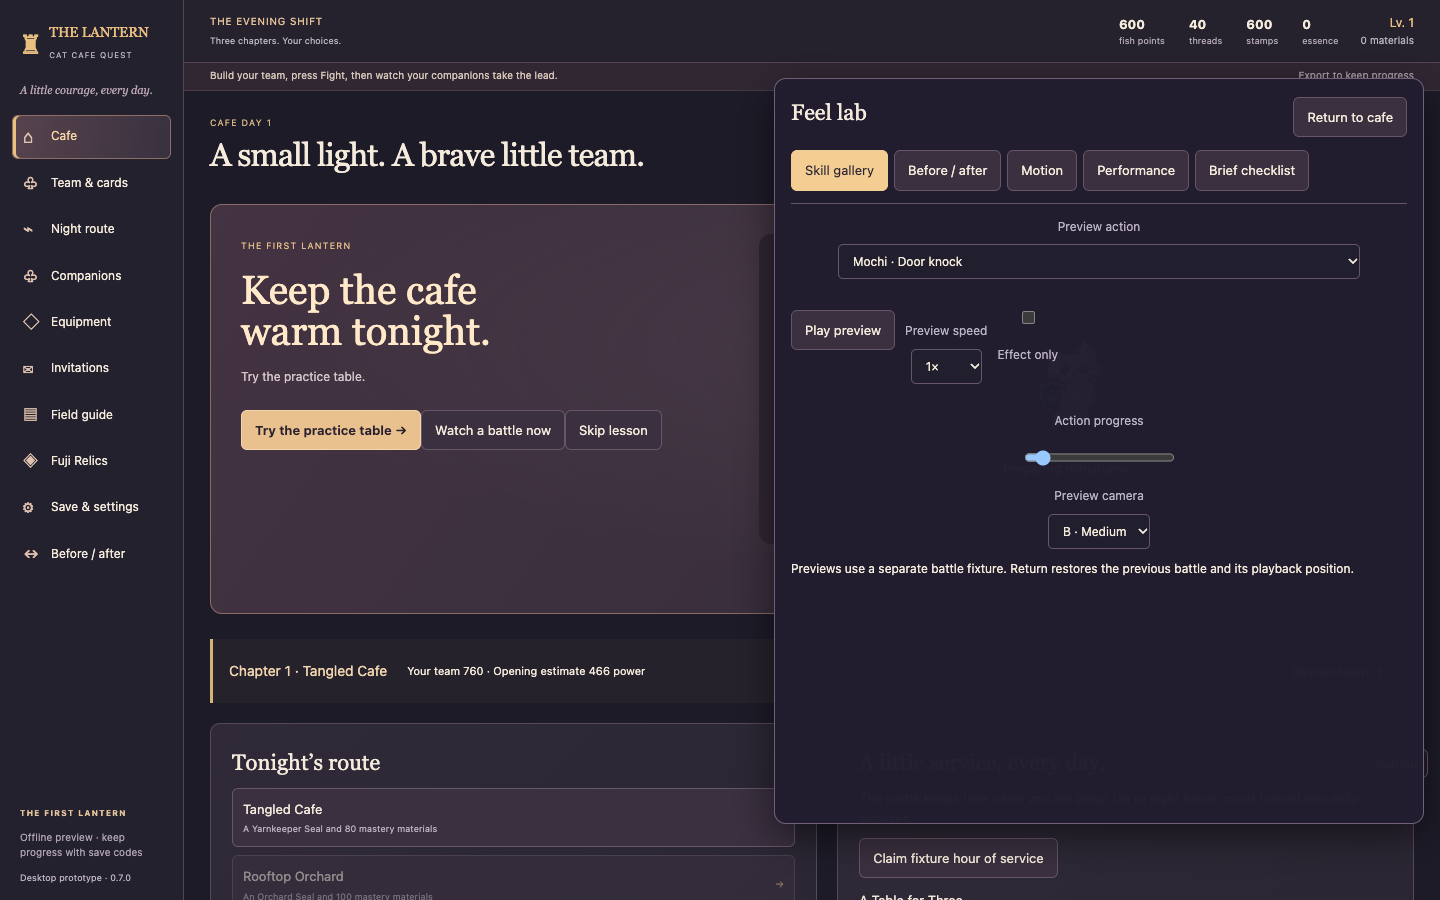 THE LANTERN
CAT CAFE QUEST
A little courage, every day.
Cafe
Team & cards
Night route
Companions
Equipment
Invitations
Field guide
Fuji Relics
Save & settings
Before / after
THE FIRST LANTERN
Offline preview · keep
progress with save codes
Desktop prototype · 0.7.0
THE EVENING SHIFT
Three chapters. Your choices.
600
fish points
40
threads
600
stamps
0
essence
Lv. 1
0 materials
Build your team, press Fight, then watch your companions take the lead.
Export to keep progress
CAFE DAY 1
A small light. A brave little team.
THE FIRST LANTERN
Keep the cafe
warm tonight.
Try the practice table.
Try the practice table →
Watch a battle now
Skip lesson
Chapter 1 · Tangled Cafe
Your team 760 · Opening estimate 466 power
Tonight's route
Tangled Cafe
A Yarnkeeper Seal and 80 mastery materials
Rooftop Orchard
An Orchard Seal and 100 mastery materials
→
Feel lab
Return to cafe
Skill gallery
Before / after
Motion
Performance
Brief checklist
Preview action
Mochi · Door knock
Play preview
Preview speed
1×
Effect only
Action progress
Preview camera
B · Medium
Previews use a separate battle fixture. Return restores the previous battle and its playback position.
A little service, every day.
Claim fixture hour of service
A Table for Three